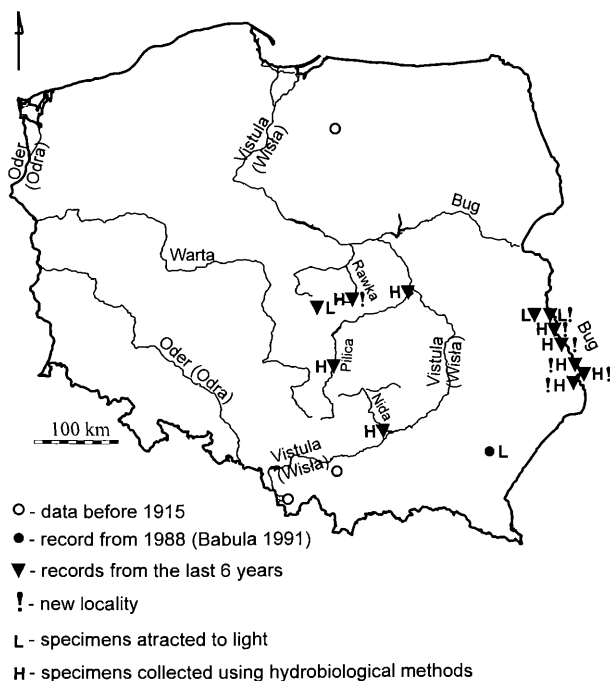 Oder
(Odra)
Vistula
(Wisła)
Bug
Warta
Rawka
H !
L
H
L L !
H !
H !
Bug
! H
H !
! H
Pilica
H
Vistula
(Wisła)
Oder (Odra)
Nida
H
100 km
Vistula
(Wisła)
L
- data before 1915
- record from 1988 (Babula 1991)
- records from the last 6 years
! - new locality
L - specimens atracted to light
H - specimens collected using hydrobiological methods